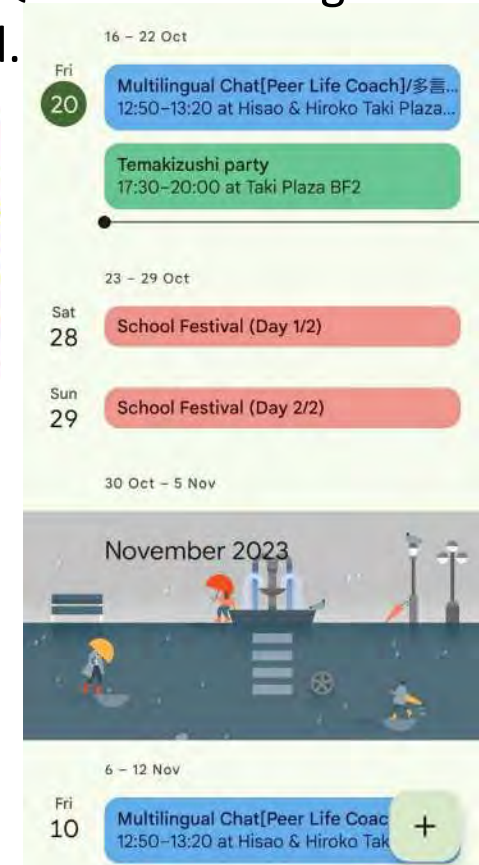 16 – 22 Oct
Fri
20
Multilingual Chat[Peer Life Coach]/多言...
12:50–13:20 at Hisao & Hiroko Taki Plaza...
Temakizushi party
17:30–20:00 at Taki Plaza BF2
23 – 29 Oct
Sat
28
School Festival (Day 1/2)
Sun
29
School Festival (Day 2/2)
30 Oct – 5 Nov
November 2023
6 – 12 Nov
Fri
10
Multilingual Chat[Peer Life Coac
12:50–13:20 at Hisao & Hiroko Tak
+